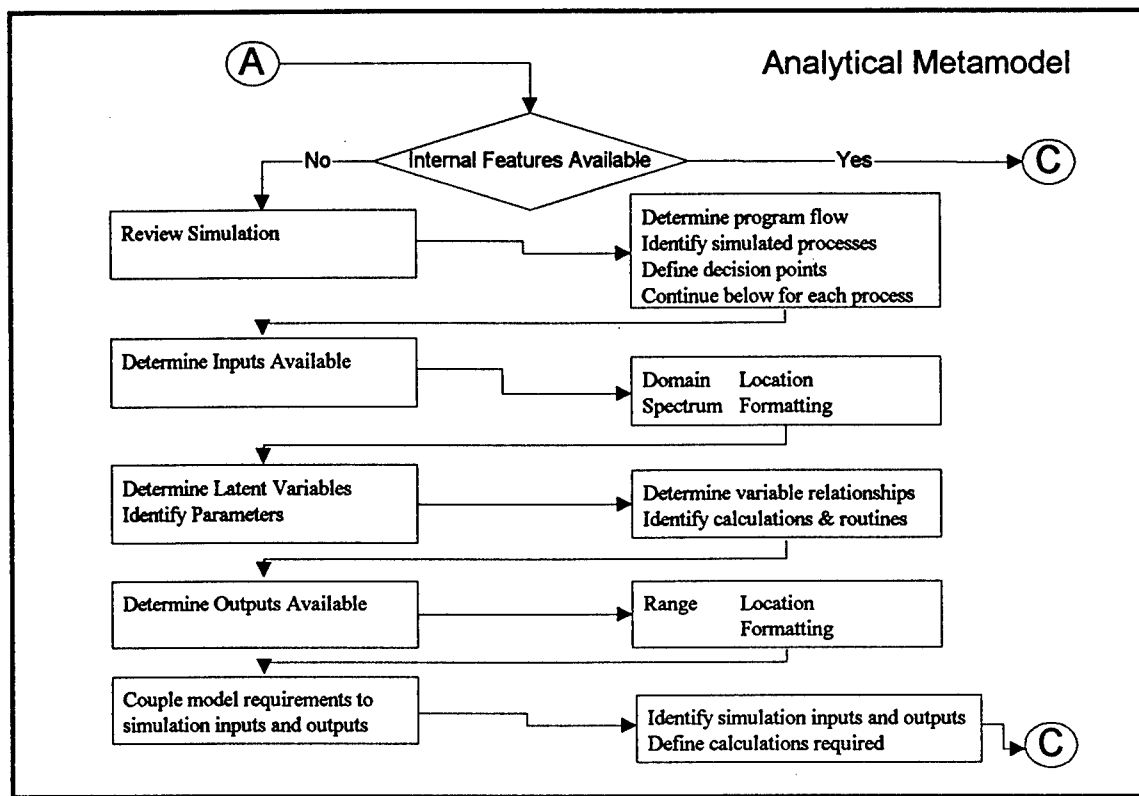 A
Analytical Metamodel
Internal Features Available
No
Yes
C
Review Simulation
Determine program flow
Identify simulated processes
Define decision points
Continue below for each process
Determine Inputs Available
Domain Location
Spectrum Formatting
Determine Latent Variables
Identify Parameters
Determine variable relationships
Identify calculations & routines
Determine Outputs Available
Range Location
Formatting
Couple model requirements to
simulation inputs and outputs
Identify simulation inputs and outputs
Define calculations required
C